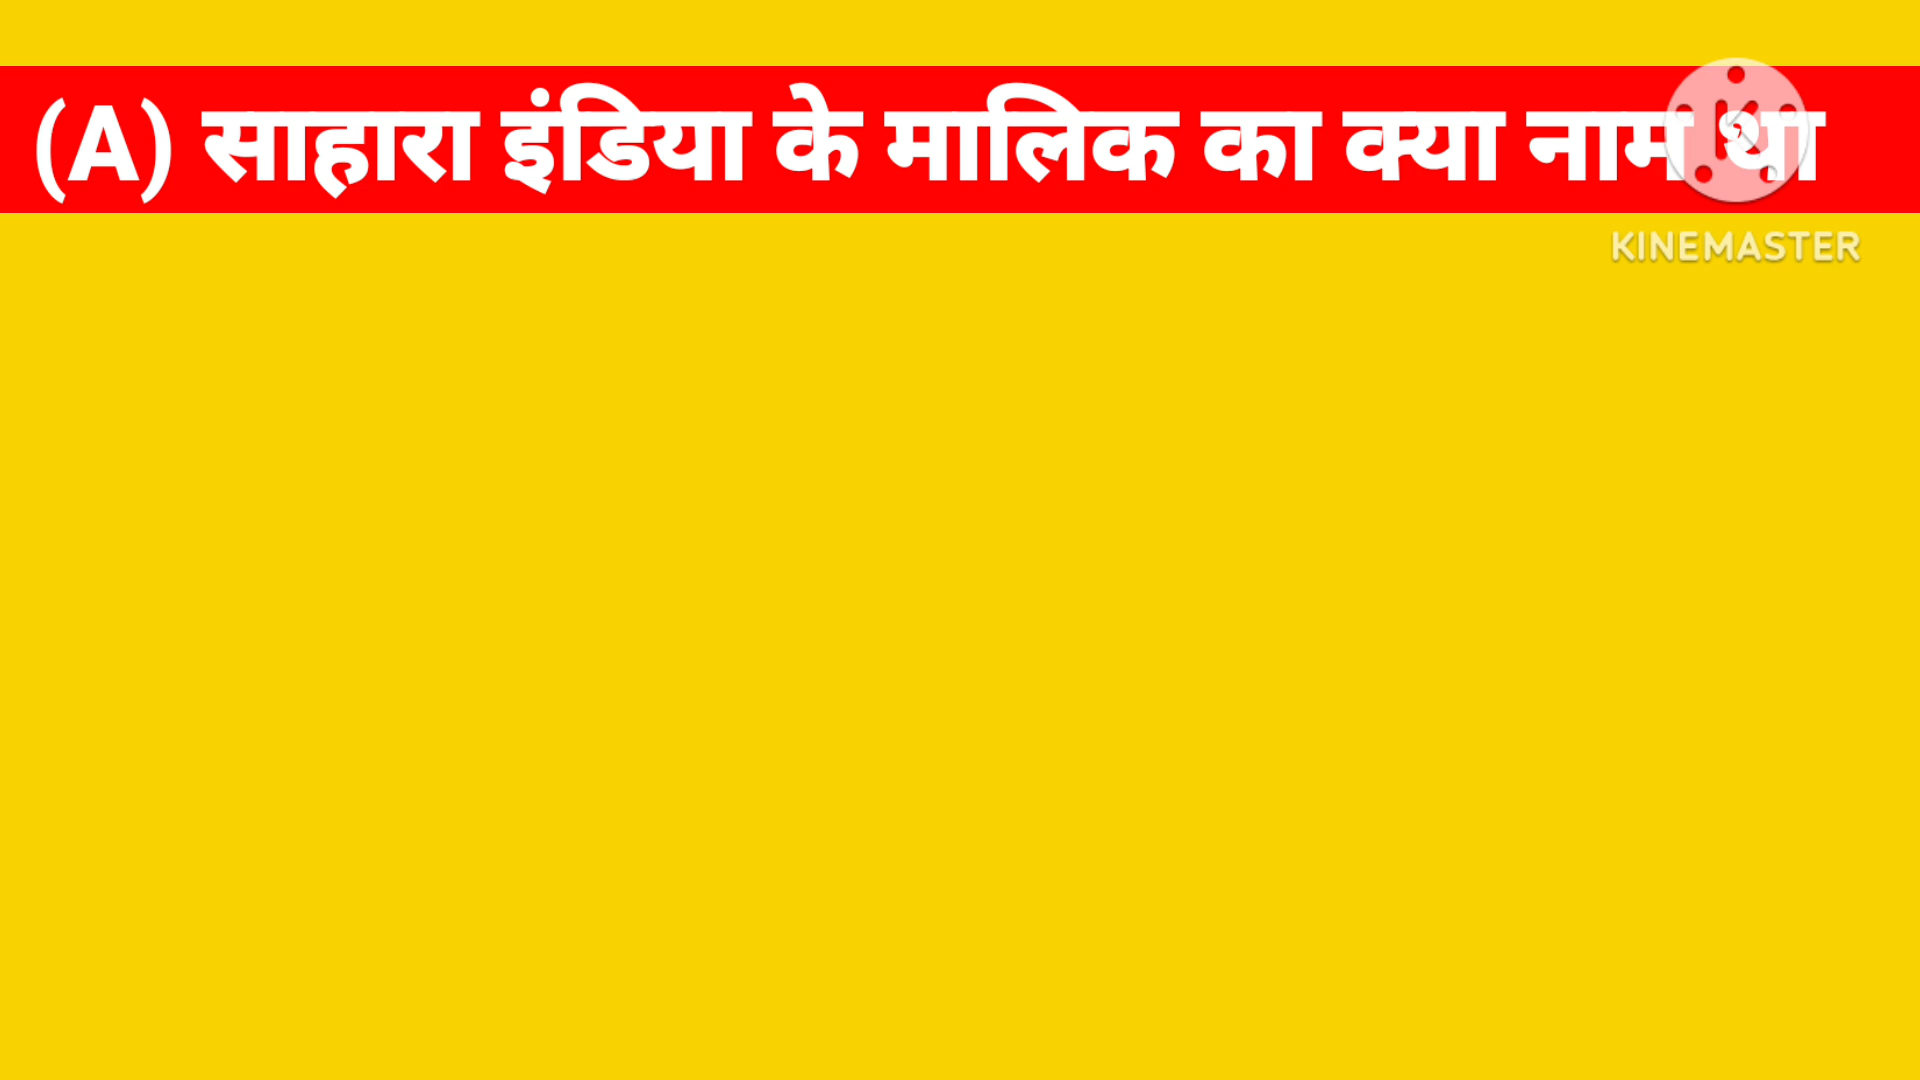 (A) साहारा इंडिया के मालिक का क्या नाम था
KINEMASTER